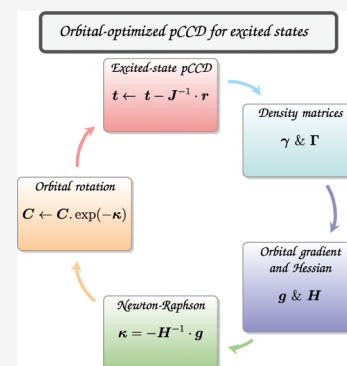 Orbital-optimized pCCD for excited states
Excited-state pCCD
t ← t − J⁻¹ · r
Density matrices
γ & Γ
Orbital gradient
and Hessian
g & H
Newton-Raphson
κ = −H⁻¹ · g
Orbital rotation
C ← C. exp(−κ)